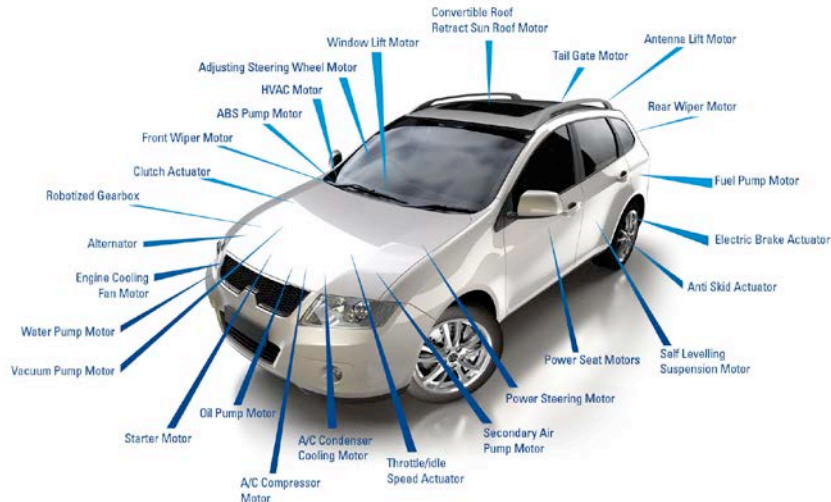 Convertible Roof
Retract Sun Roof Motor
Window Lift Motor
Antenna Lift Motor
Tail Gate Motor
Adjusting Steering Wheel Motor
HVAC Motor
Rear Wiper Motor
ABS Pump Motor
Front Wiper Motor
Clutch Actuator
Fuel Pump Motor
Robotized Gearbox
Alternator
Electric Brake Actuator
Engine Cooling
Fan Motor
Anti Skid Actuator
Water Pump Motor
Power Seat Motors
Self Levelling
Suspension Motor
Vacuum Pump Motor
Power Steering Motor
Oil Pump Motor
Starter Motor
A/C Condenser
Cooling Motor
Secondary Air
Pump Motor
Throttle/idle
Speed Actuator
A/C Compressor
Motor